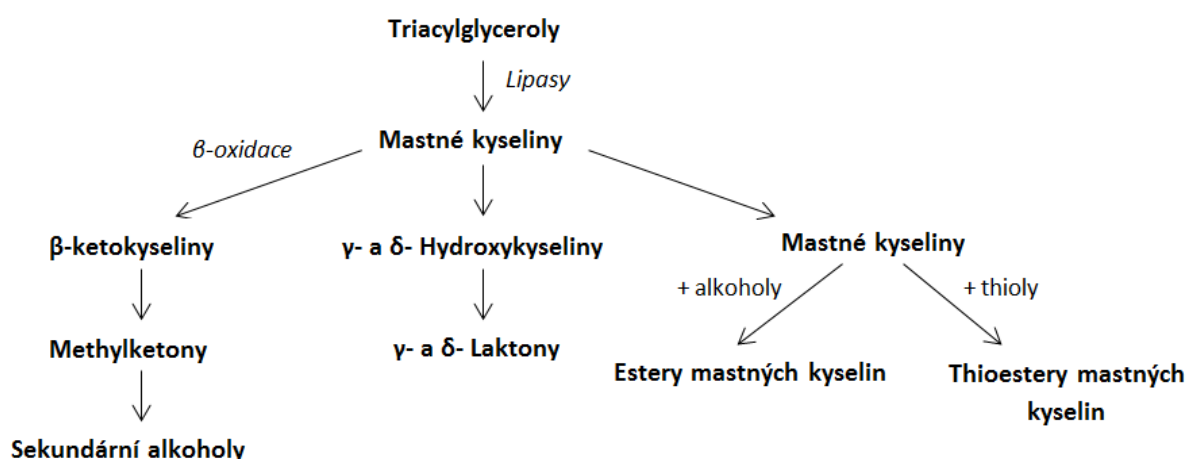 Triacylglyceroly
Lipasy
Mastné kyseliny
β-oxidace
β-ketokyseliny
γ- a δ- Hydroxykyseliny
Mastné kyseliny
+ alkoholy
+ thioly
Methylketony
γ- a δ- Laktony
Estery mastných kyselin
Thioestery mastných
kyselin
Sekundární alkoholy